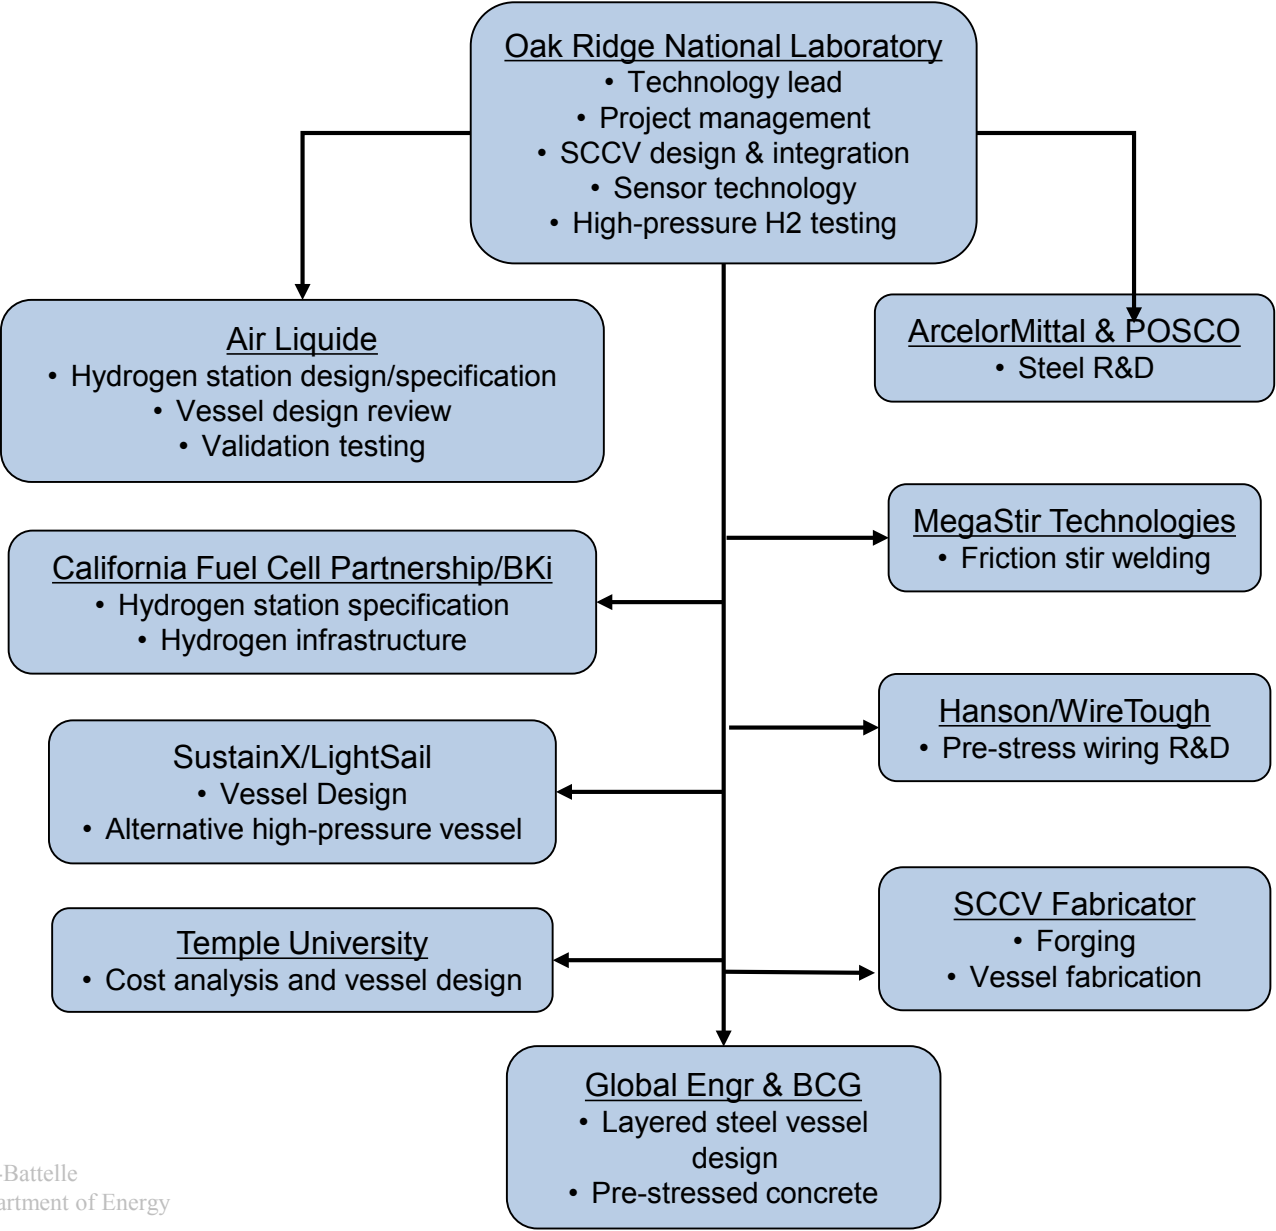 Oak Ridge National Laboratory
• Technology lead
• Project management
• SCCV design & integration
• Sensor technology
• High-pressure H2 testing
Air Liquide
• Hydrogen station design/specification
• Vessel design review
• Validation testing
ArcelorMittal & POSCO
• Steel R&D
California Fuel Cell Partnership/BKi
• Hydrogen station specification
• Hydrogen infrastructure
MegaStir Technologies
• Friction stir welding
SustainX/LightSail
• Vessel Design
• Alternative high-pressure vessel
Hanson/WireTough
• Pre-stress wiring R&D
Temple University
• Cost analysis and vessel design
SCCV Fabricator
• Forging
• Vessel fabrication
Global Engr & BCG
• Layered steel vessel
design
• Pre-stressed concrete
-Battelle
artment of Energy